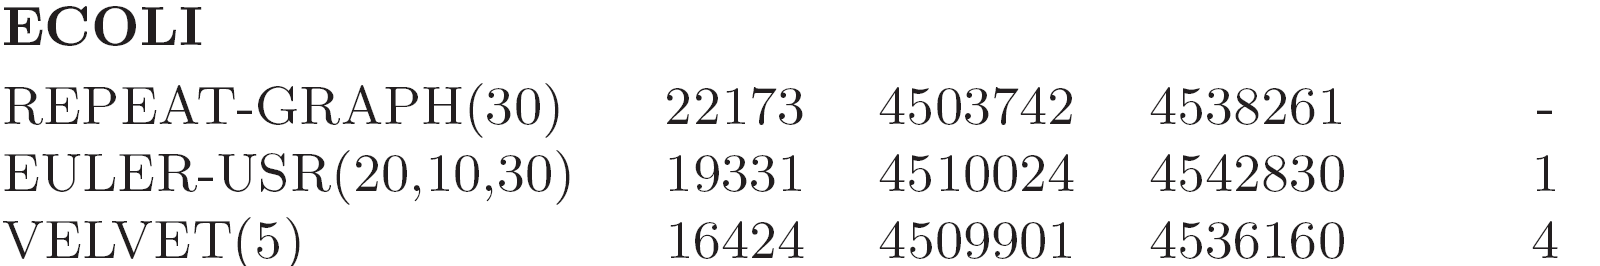 ECOLI
REPEAT-GRAPH(30) 22173 4503742 4538261 -
EULER-USR(20,10,30) 19331 4510024 4542830 1
VELVET(5) 16424 4509901 4536160 4